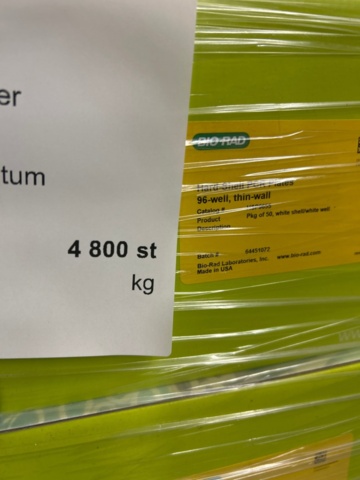 er
tum
4 800 st
kg
BIO-RAD
Hard-Shell PCR Plates
96-well, thin-wall
Catalog #
Product Pkg of 50, white shell/white well
Description
Batch # 64451072
Bio-Rad Laboratories, Inc. www.bio-rad.com
Made in USA